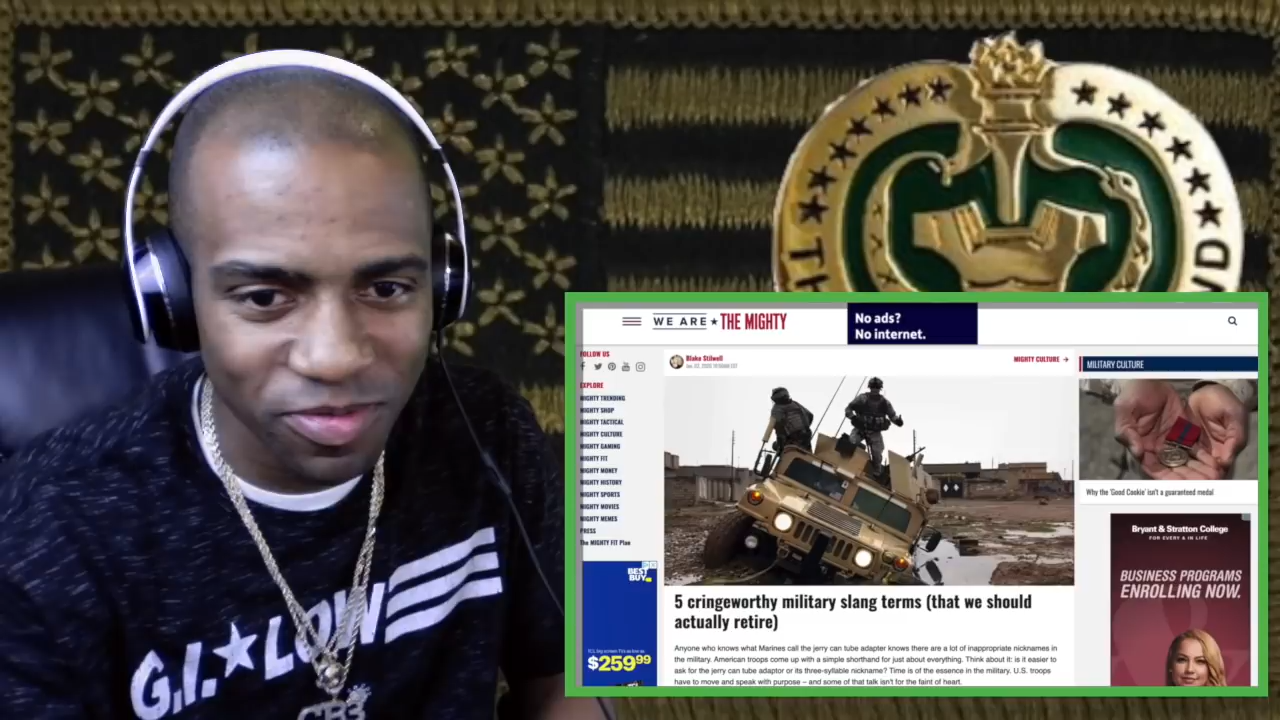 G.I.★LOW
CB3
TH
WD
WE ARE ★ THE MIGHTY
No ads?
No internet.
FOLLOW US
EXPLORE
MIGHTY TRENDING
MIGHTY SHOP
MIGHTY TACTICAL
MIGHTY CULTURE
MIGHTY GAMING
MIGHTY FIT
MIGHTY MONEY
MIGHTY HISTORY
MIGHTY SPORTS
MIGHTY MOVIES
MIGHTY MEMES
PRESS
The MIGHTY FIT Plan
BEST
BUY
$259.99
Blake Stilwell
MIGHTY CULTURE →
5 cringeworthy military slang terms (that we should
actually retire)
Anyone who knows what Marines call the jerry can tube adapter knows there are a lot of inappropriate nicknames in
the military. American troops come up with a simple shorthand for just about everything. Think about it: is it easier to
ask for the jerry can tube adaptor or its three-syllable nickname? Time is of the essence in the military. U.S. troops
have to move and speak with purpose – and some of that talk isn't for the faint of heart.
MILITARY CULTURE
Why the 'Good Cookie' isn't a guaranteed medal
Bryant & Stratton College
FOR EVERY & IN LIFE
BUSINESS PROGRAMS
ENROLLING NOW.